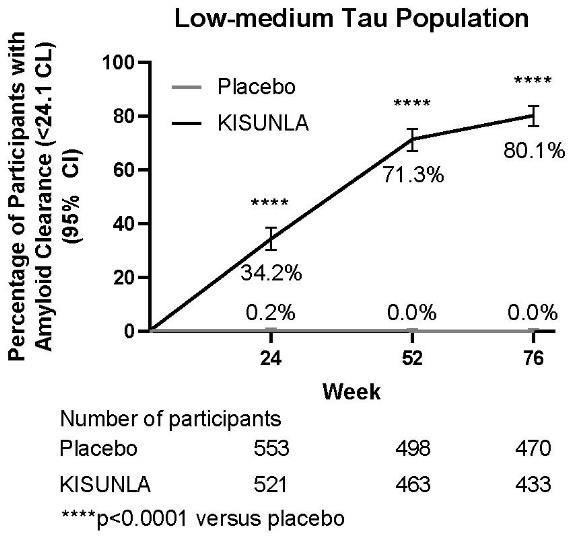 Low-medium Tau Population
Percentage of Participants with
Amyloid Clearance (<24.1 CL)
(95% CI)
100
80
60
40
20
0
Placebo
KISUNLA
****
****
****
34.2%
71.3%
80.1%
0.2%
0.0%
0.0%
24
52
76
Week
Number of participants
Placebo 553 498 470
KISUNLA 521 463 433
****p<0.0001 versus placebo